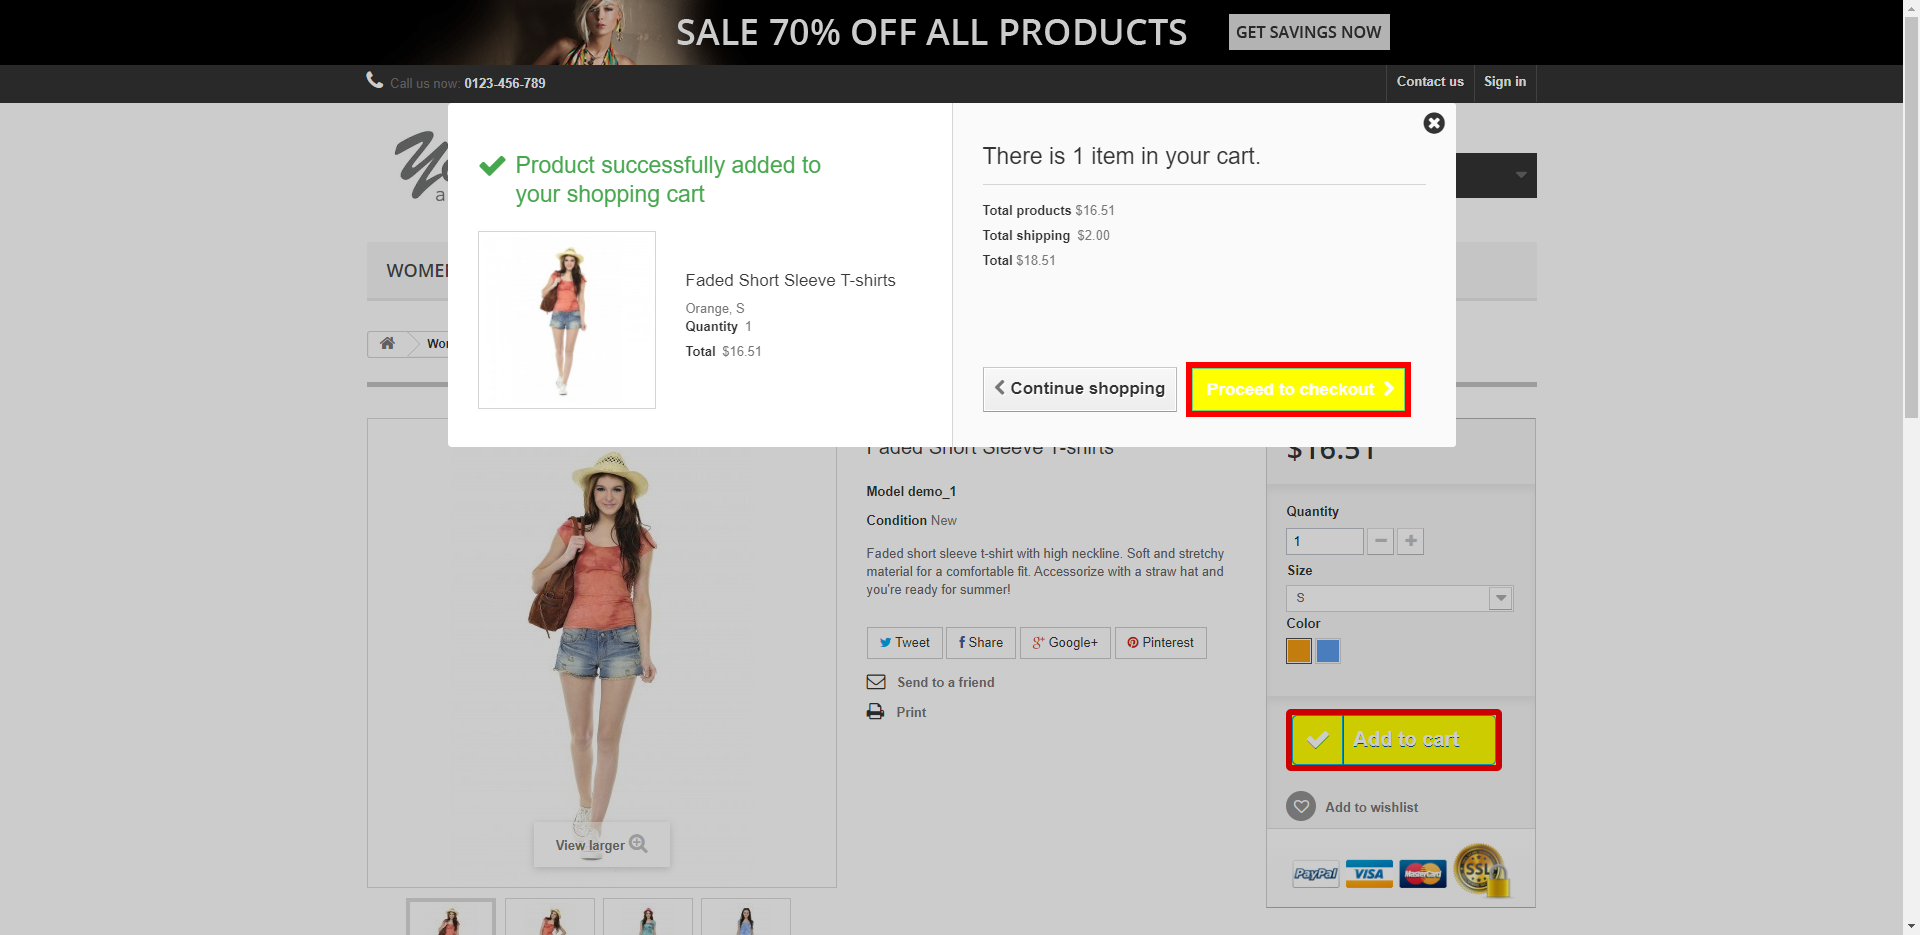 SALE 70% OFF ALL PRODUCTS
GET SAVINGS NOW
Call us now: 0123-456-789
Contact us
Sign in
Product successfully added to
your shopping cart
Faded Short Sleeve T-shirts
Orange, S
Quantity 1
Total $16.51
There is 1 item in your cart.
Total products $16.51
Total shipping $2.00
Total $18.51
Continue shopping
Proceed to checkout
Faded Short Sleeve T-shirts
Model demo_1
Condition New
Faded short sleeve t-shirt with high neckline. Soft and stretchy
material for a comfortable fit. Accessorize with a straw hat and
you're ready for summer!
Tweet
Share
Google+
Pinterest
Send to a friend
Print
View larger
$16.51
Quantity
1
Size
S
Color
Add to cart
Add to wishlist
PayPal
VISA
MasterCard
SSL